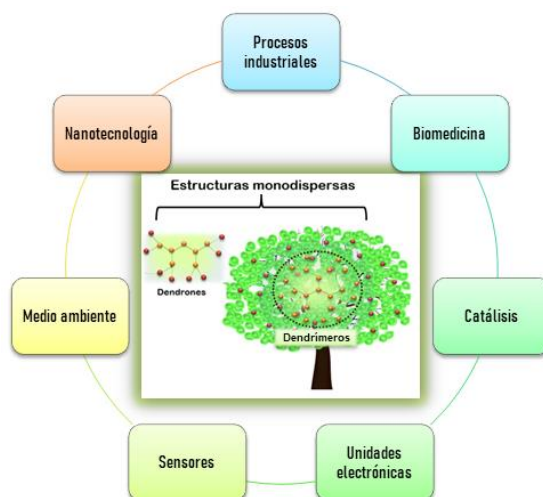 Procesos
industriales
Nanotecnología
Biomedicina
Estructuras monodispersas
Dendrones
Dendrímeros
Medio ambiente
Catálisis
Sensores
Unidades
electrónicas